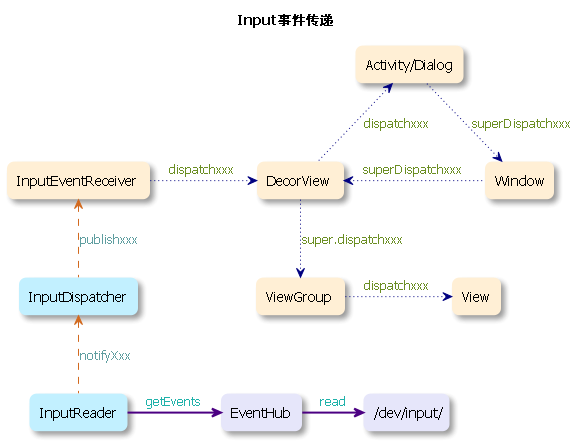 Input事件传递
Activity/Dialog
dispatchxxx
superDispatchxxx
InputEventReceiver
dispatchxxx
DecorView
superDispatchxxx
Window
publishxxx
super.dispatchxxx
InputDispatcher
ViewGroup
dispatchxxx
View
notifyXxx
InputReader
getEvents
EventHub
read
/dev/input/